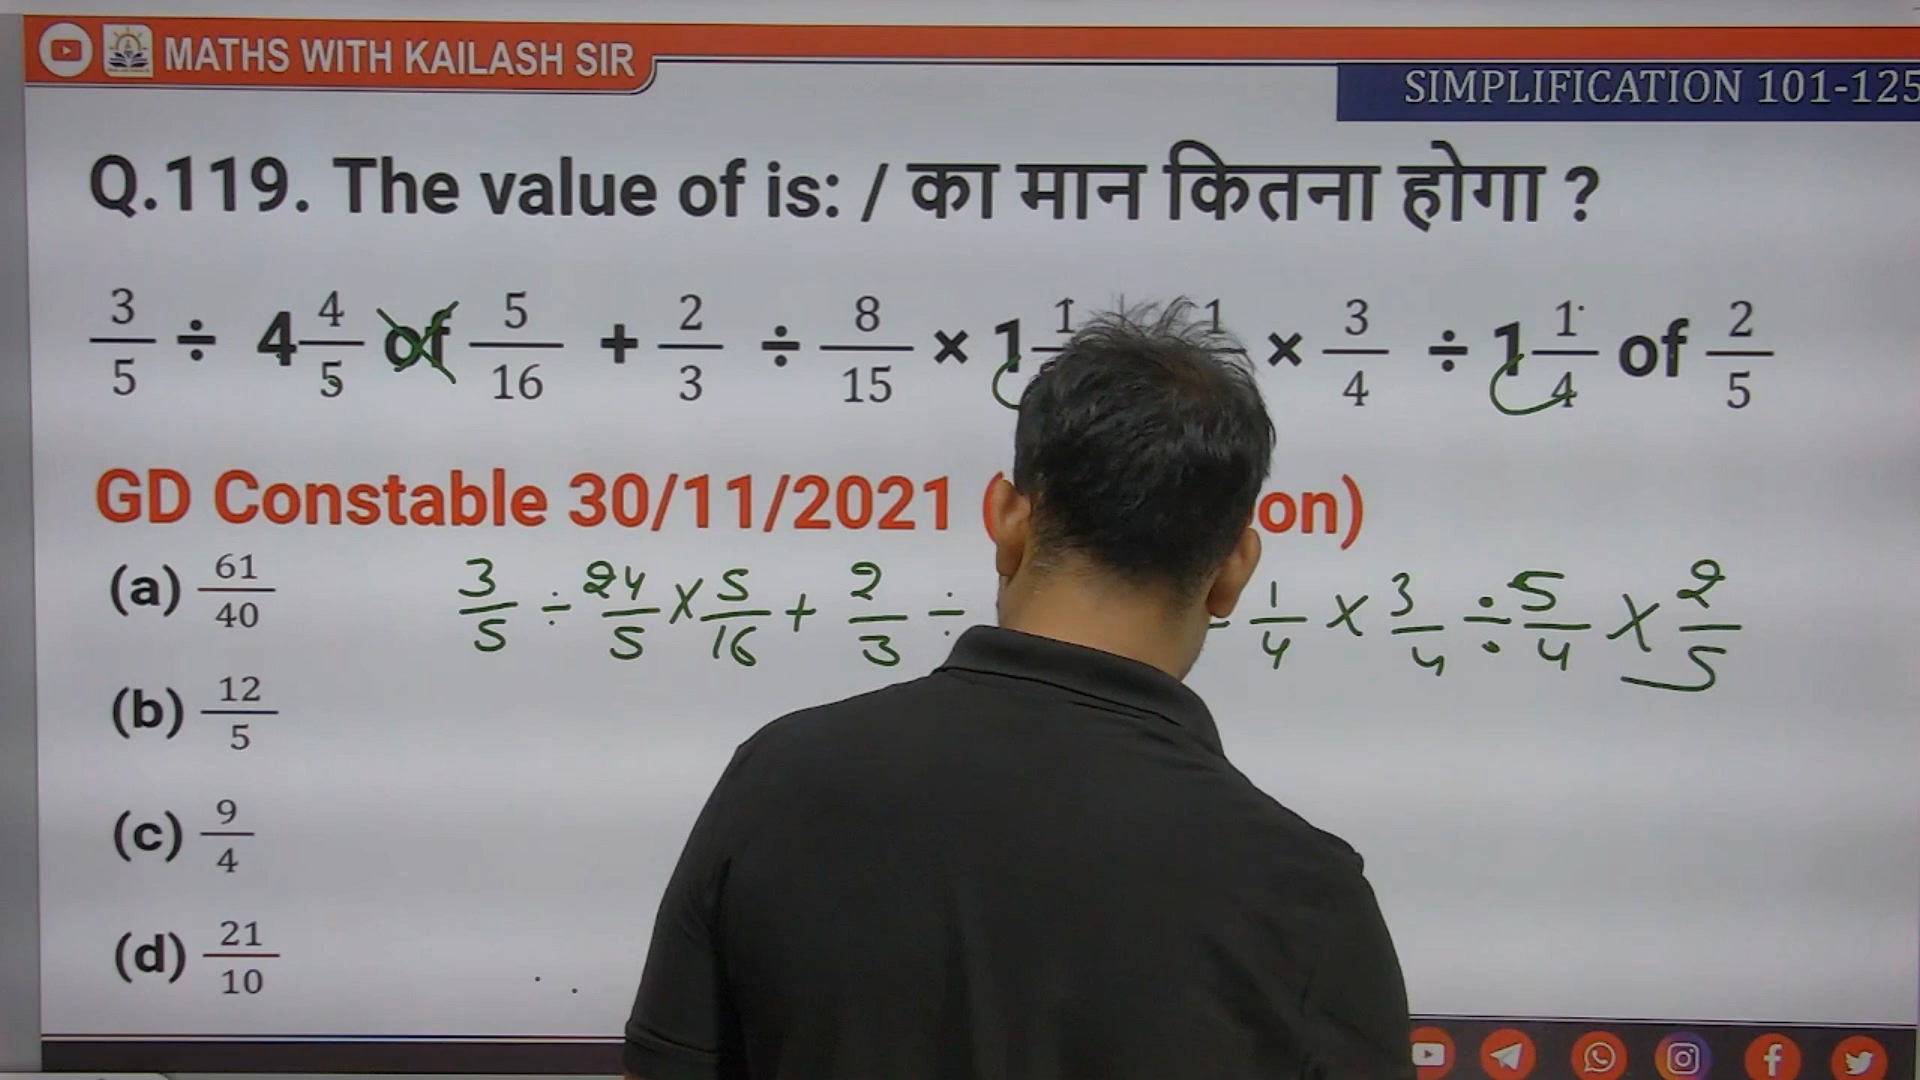 MATHS WITH KAILASH SIR
SIMPLIFICATION 101-125
Q.119. The value of is: / का मान कितना होगा ?
3/5 ÷ 4 4/5 of 5/16 + 2/3 ÷ 8/15 × 1 1 1 × 3/4 ÷ 1 1/4 of 2/5
GD Constable 30/11/2021 ( on)
3/5 ÷ 24/5 × 5/16 + 2/3 ÷ - 1/4 × 3/4 ÷ 5/4 × 2/5
(a) 61/40
(b) 12/5
(c) 9/4
(d) 21/10